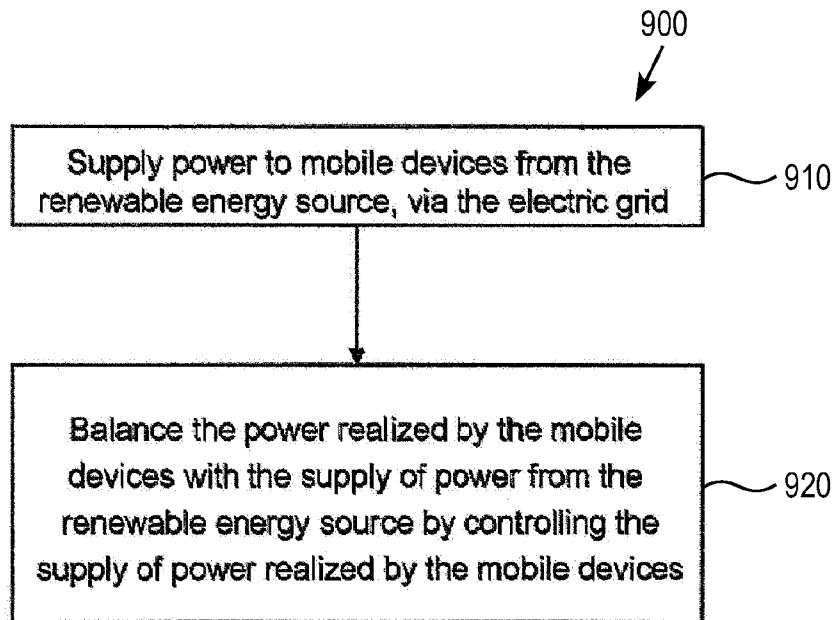 900
Supply power to mobile devices from the
renewable energy source, via the electric grid
910
Balance the power realized by the mobile
devices with the supply of power from the
renewable energy source by controlling the
supply of power realized by the mobile devices
920